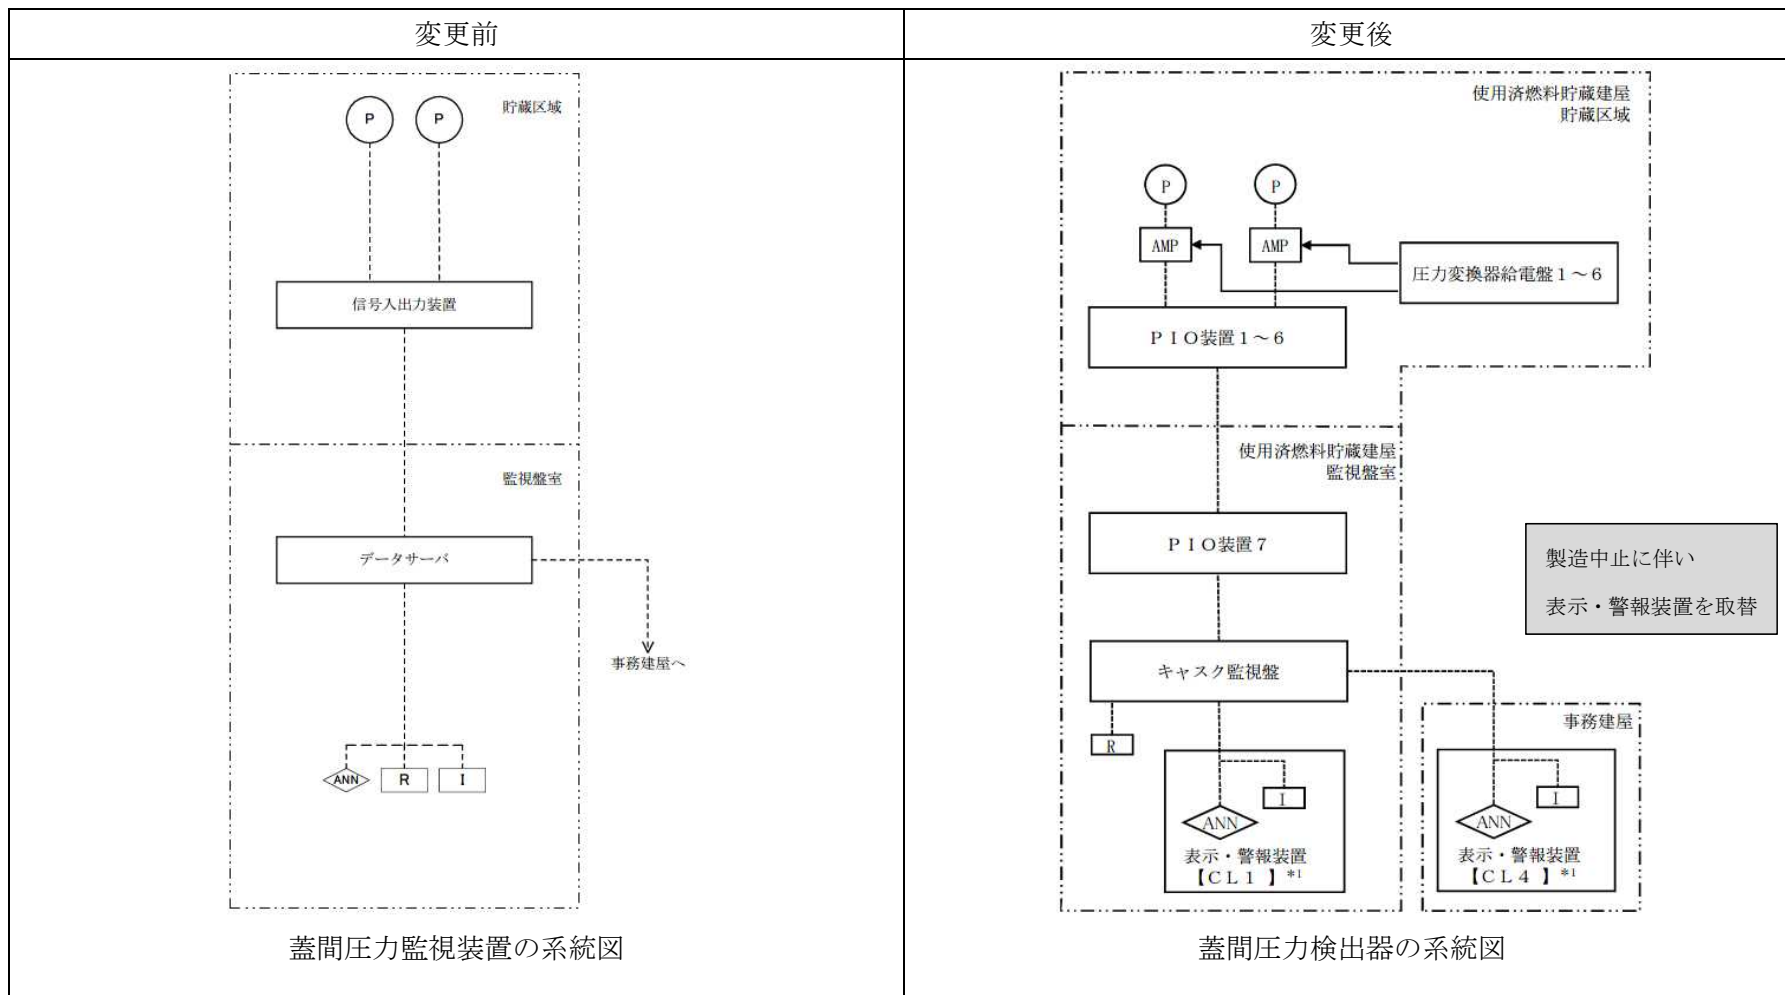 変更前
変更後
貯蔵区域
P
P
信号入出力装置
監視盤室
データサーバ
事務建屋へ
ANN
R
I
蓋間圧力監視装置の系統図
使用済燃料貯蔵建屋
貯蔵区域
P
P
AMP
AMP
圧力変換器給電盤1～6
ＰＩＯ装置１～６
使用済燃料貯蔵建屋
監視盤室
ＰＩＯ装置７
製造中止に伴い
表示・警報装置を取替
キャスク監視盤
R
事務建屋
I
ANN
表示・警報装置
【ＣＬ１】*1
I
ANN
表示・警報装置
【ＣＬ４】*1
蓋間圧力検出器の系統図